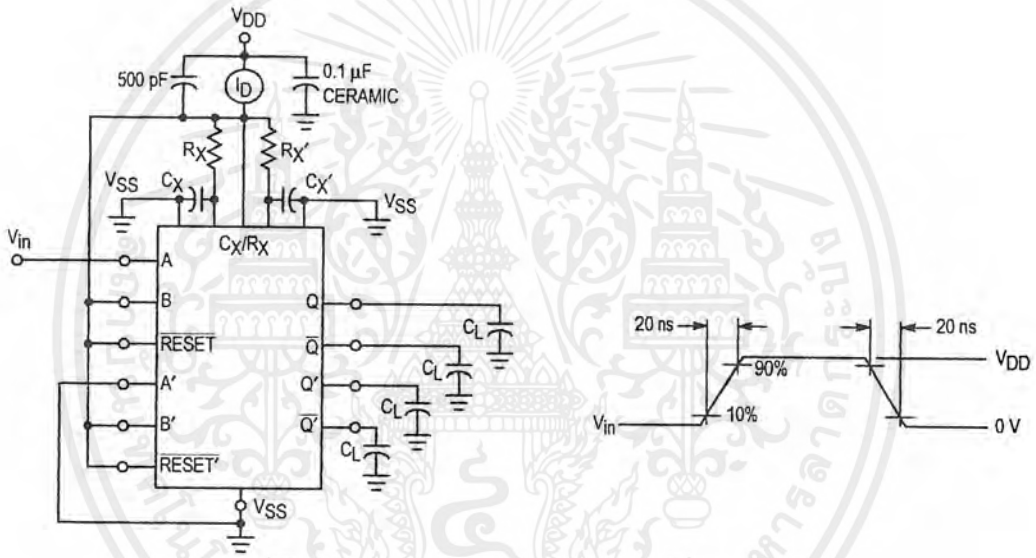 VDD
500 pF
ID
0.1 µF
CERAMIC
RX
RX'
VSS
CX
CX'
VSS
Vin
CX/RX
A
B
RESET
A'
B'
RESET'
Q
Q
Q'
Q'
CL
CL
CL
CL
VSS
20 ns
20 ns
VDD
90%
10%
Vin
0 V